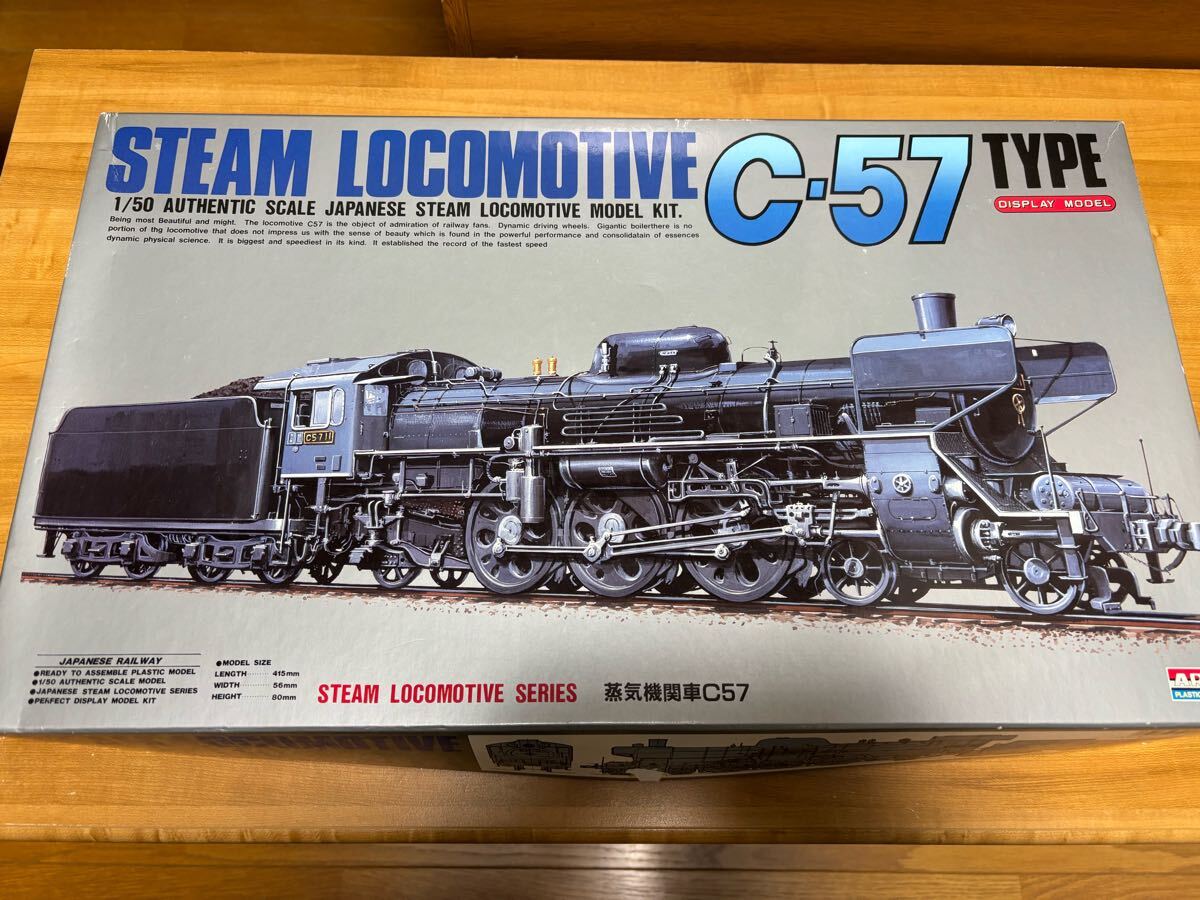 STEAM LOCOMOTIVE C·57 TYPE
DISPLAY MODEL
1/50 AUTHENTIC SCALE JAPANESE STEAM LOCOMOTIVE MODEL KIT.
Being most Beautiful and might. The locomotive C57 is the object of admiration of railway fans. Dynamic driving wheels. Gigantic boilerthere is no
portion of thg locomotive that does not impress us with the sense of beauty which is found in the powerful performance and consolidatain of essences
dynamic physical science. It is biggest and speediest in its kind. It established the record of the fastest speed
C5711
JAPANESE RAILWAY
●READY TO ASSEMBLE PLASTIC MODEL
●1/50 AUTHENTIC SCALE MODEL
●JAPANESE STEAM LOCOMOTIVE SERIES
●PERFECT DISPLAY MODEL KIT
●MODEL SIZE
LENGTH ········ 415mm
WIDTH ········ 56mm
HEIGHT ········ 80mm
STEAM LOCOMOTIVE SERIES 蒸気機関車C57
PLASTIC
LOCOMOTIVE